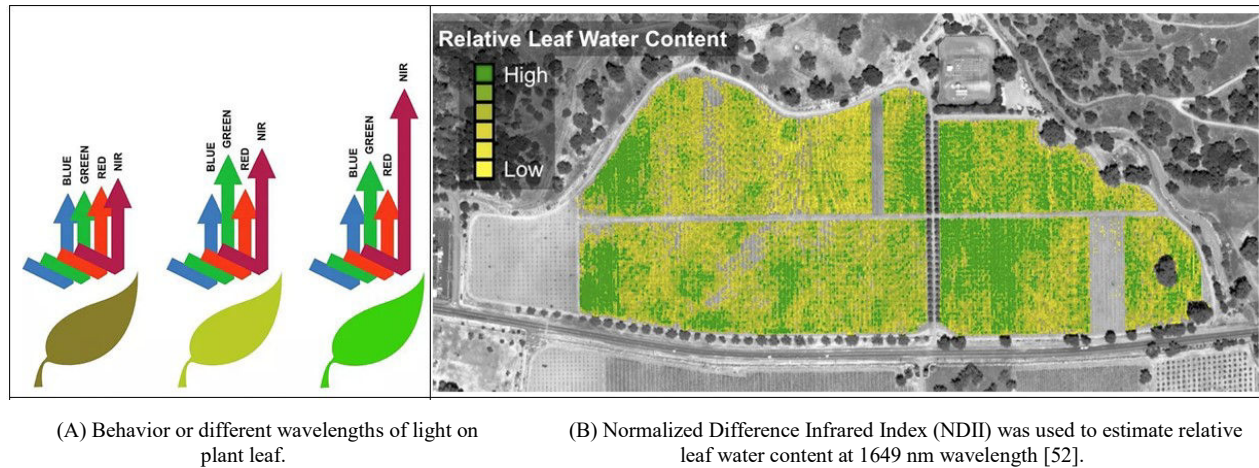 BLUE
GREEN
RED
NIR
BLUE
GREEN
RED
NIR
BLUE
GREEN
RED
NIR
Relative Leaf Water Content
High
Low
(A) Behavior or different wavelengths of light on
plant leaf.
(B) Normalized Difference Infrared Index (NDII) was used to estimate relative
leaf water content at 1649 nm wavelength [52].